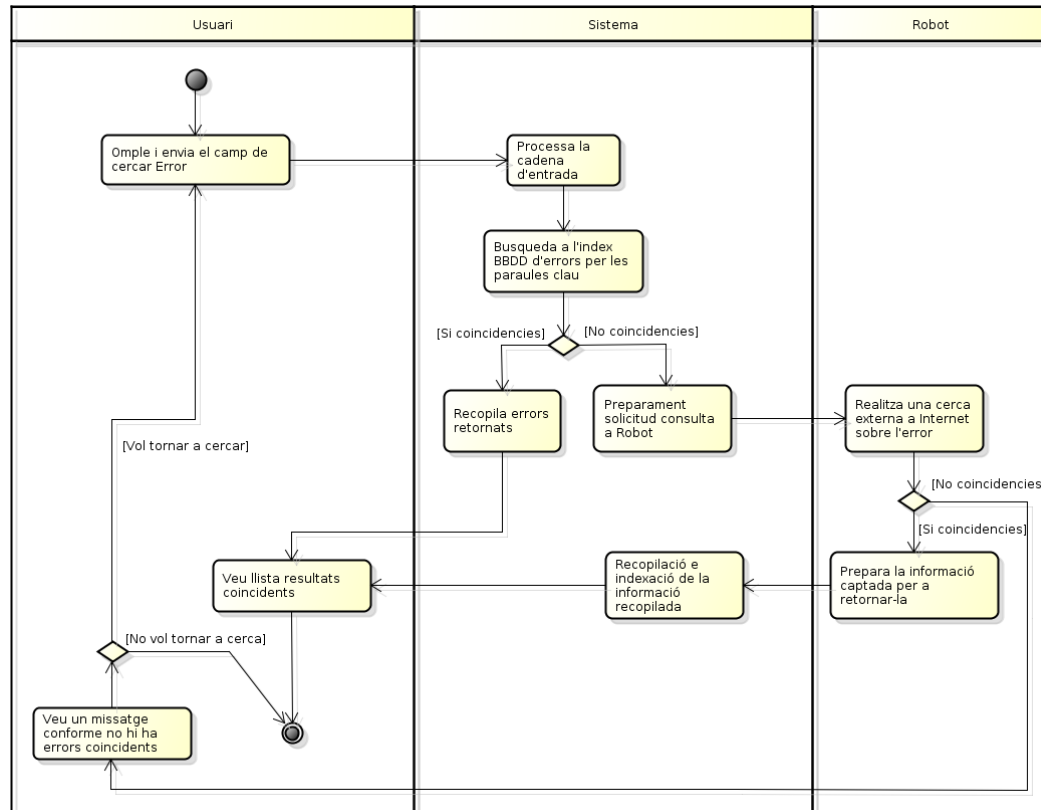 Usuari
Sistema
Robot
Omple i envia el camp de
cercar Error
Processa la
cadena
d'entrada
Busqueda a l'index
BBDD d'errors per les
paraules clau
[Si coincidencies]
[No coincidencies]
Recopila errors
retornats
Preparament
solicitud consulta
a Robot
Realitza una cerca
externa a Internet
sobre l'error
[Vol tornar a cercar]
[No coincidencies
[Si coincidencies]
Veu llista resultats
coincidents
Recopilació e
indexació de la
informació
recopilada
Prepara la informació
captada per a
retornar-la
[No vol tornar a cerca]
Veu un missatge
conforme no hi ha
errors coincidents